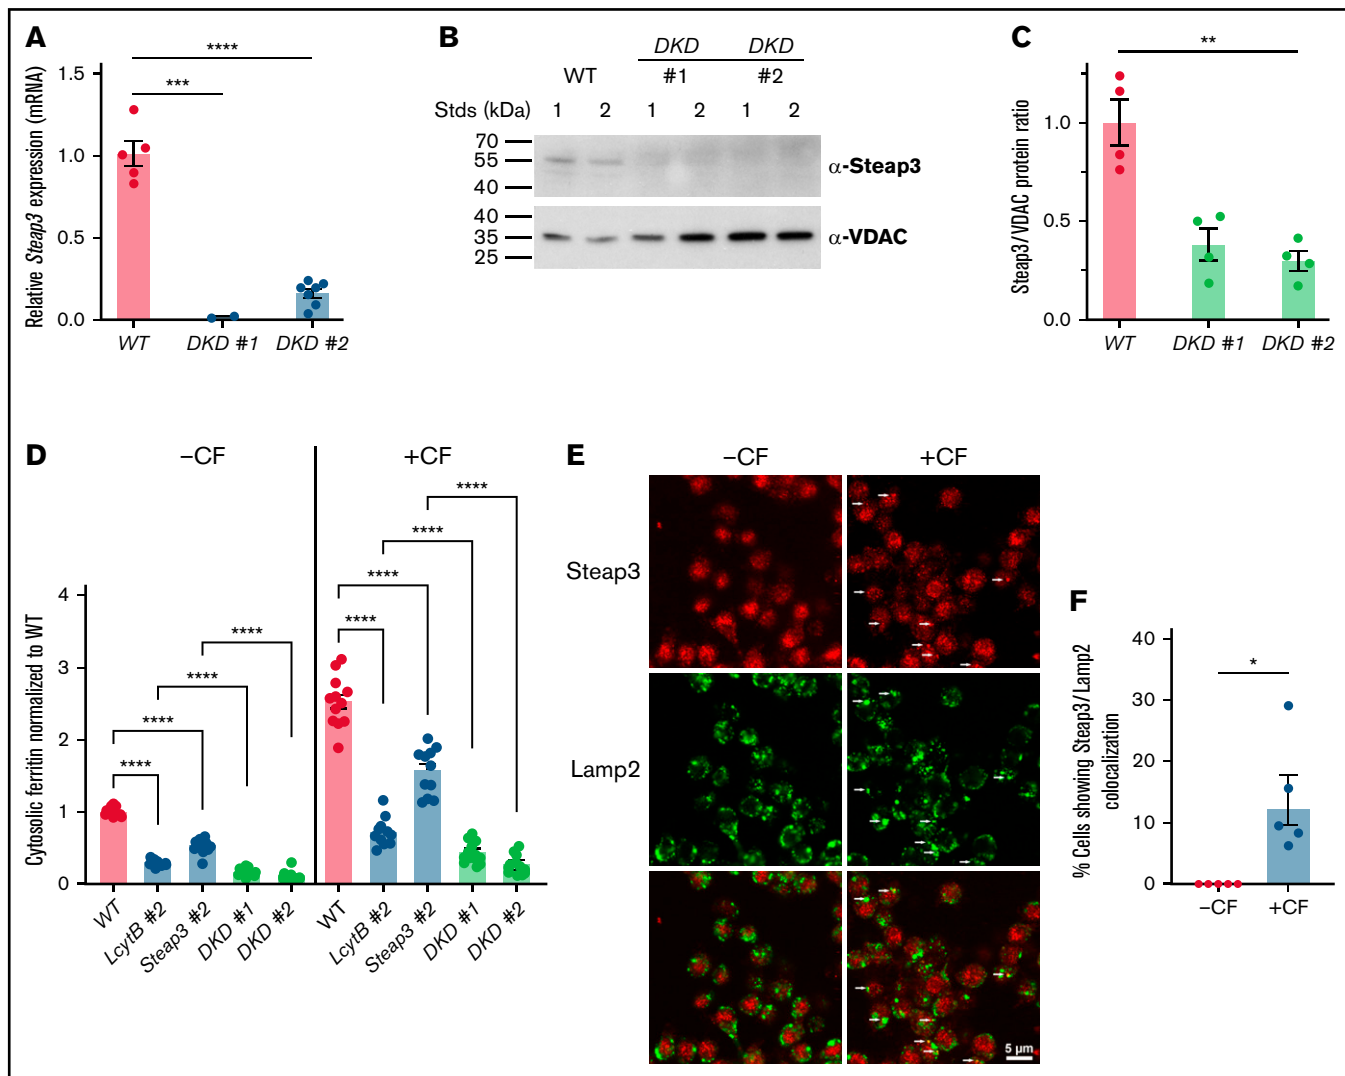 A
Relative Steap3 expression (mRNA)
1.5
1.0
0.5
0.0
****
***
WT
DKD #1
DKD #2
B
DKD DKD
WT #1 #2
Stds (kDa) 1 2 1 2 1 2
70
55
40
α-Steap3
40
35
25
α-VDAC
C
Steap3/VDAC protein ratio
1.0
0.5
0.0
**
WT
DKD #1
DKD #2
D
−CF
+CF
Cytosolic ferritin normalized to WT
4
3
2
1
0
****
****
****
****
****
****
****
****
WT
LcytB #2
Steap3 #2
DKD #1
DKD #2
WT
LcytB #2
Steap3 #2
DKD #1
DKD #2
E
−CF
+CF
Steap3
Lamp2
5 µm
F
% Cells showing Steap3/Lamp2
colocalization
40
30
20
10
0
*
−CF
+CF